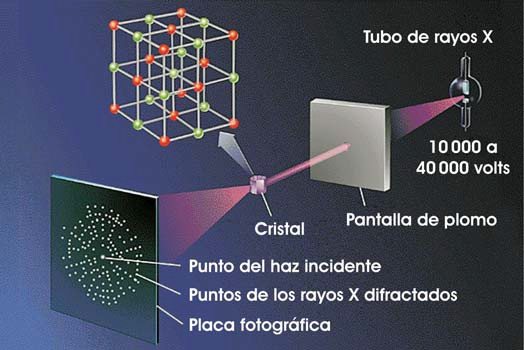 Tubo de rayos X
10 000 a
40 000 volts
Pantalla de plomo
Cristal
Punto del haz incidente
Puntos de los rayos X difractados
Placa fotográfica